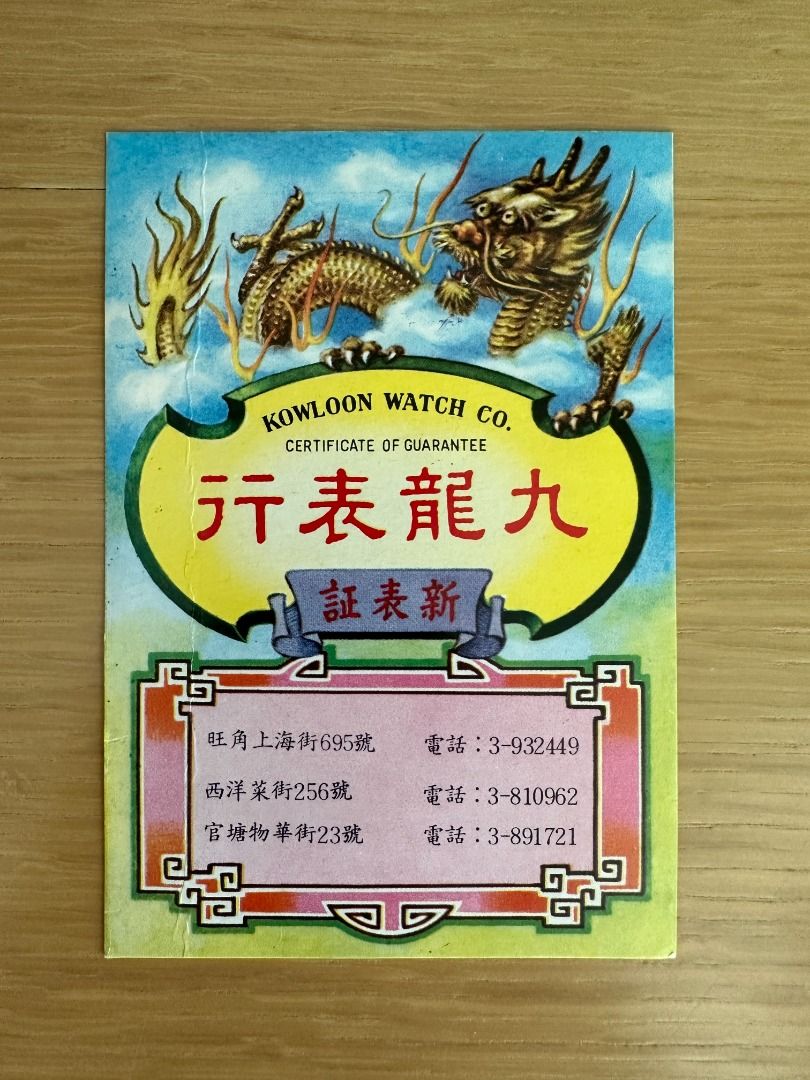 KOWLOON WATCH CO.
CERTIFICATE OF GUARANTEE
九龍表行
新表証
旺角上海街695號 電話：3-932449
西洋菜街256號 電話：3-810962
官塘物華街23號 電話：3-891721